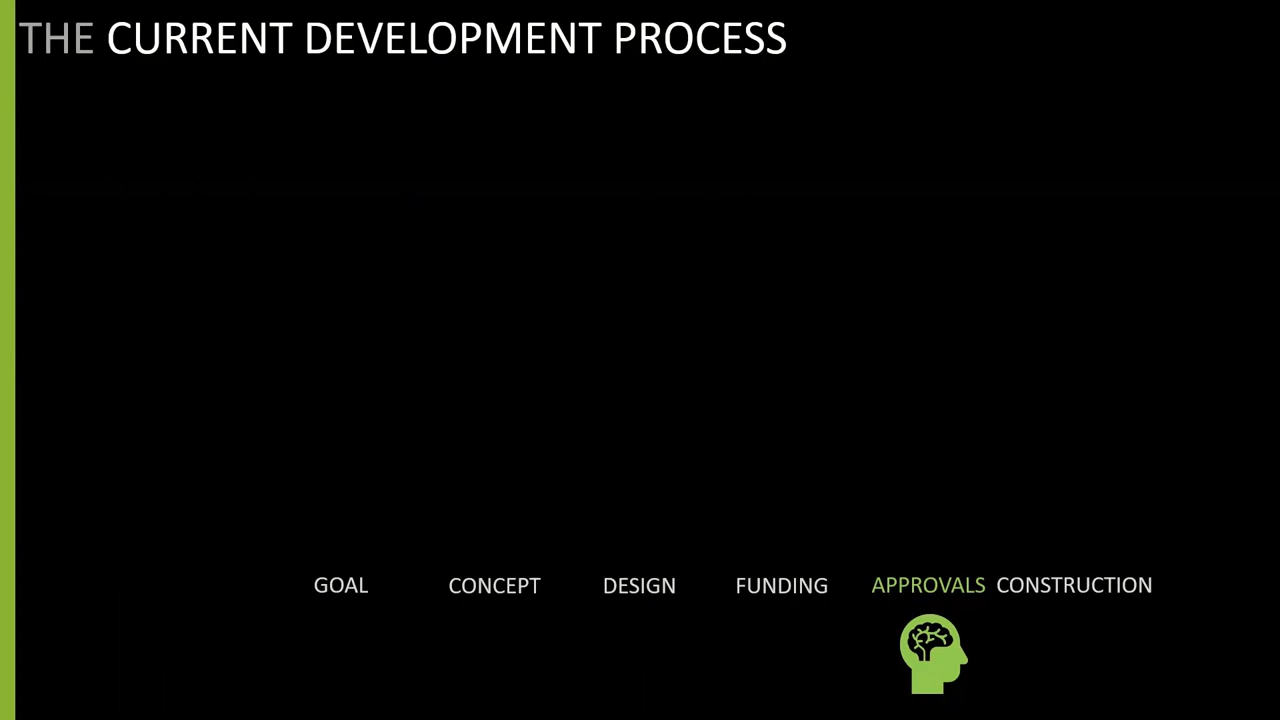 THE CURRENT DEVELOPMENT PROCESS
GOAL CONCEPT DESIGN FUNDING APPROVALS CONSTRUCTION